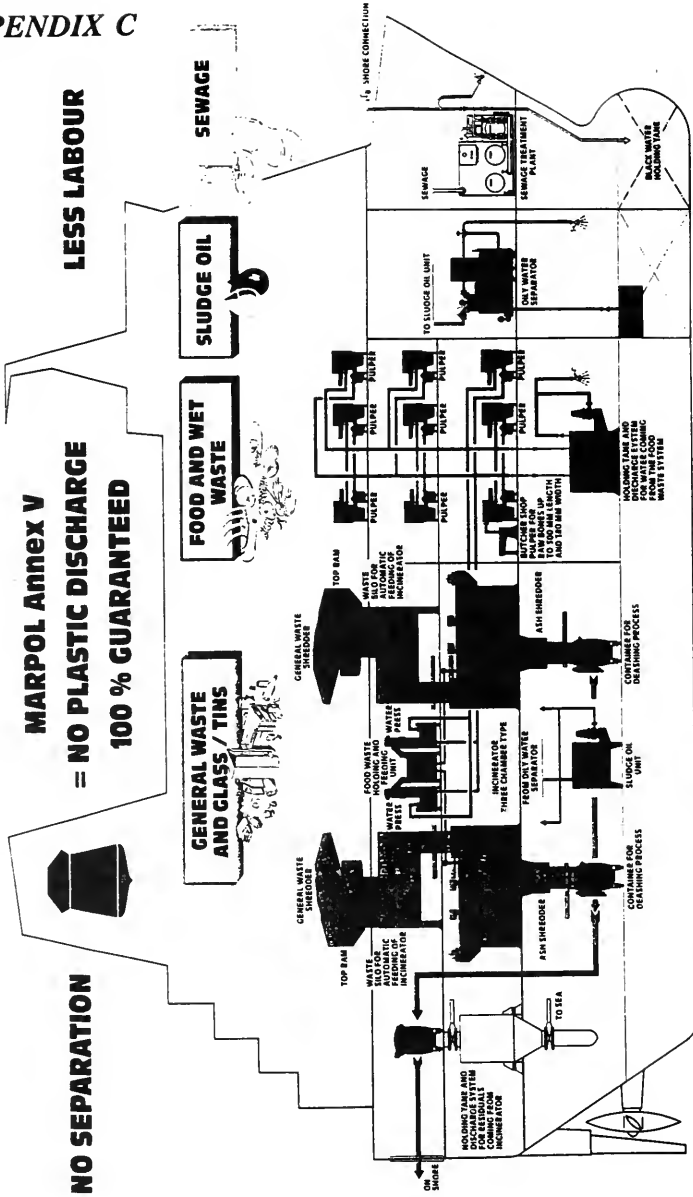 PENDIX C
NO SEPARATION
MARPOL Annex V
= NO PLASTIC DISCHARGE
100 % GUARANTEED
LESS LABOUR
GENERAL WASTE
AND GLASS / TINS
FOOD AND WET
WASTE
SLUDGE OIL
SEWAGE
ON
SHORE
HOLDING TANK AND
DISCHARGE SYSTEM
FOR RESIDUALS
COMING FROM
INCINERATOR
TO SEA
GENERAL WASTE
SHREDDER
TOP RAM
WASTE
SILO FOR
AUTOMATIC
FEEDING OF
INCINERATOR
ASH SHREDDER
CONTAINER FOR
DEASHING PROCESS
WATER
PRESS
FOOD WASTE
HOLDING AND
FEEDING
UNIT
WATER
PRESS
INCINERATOR
THREE CHAMBER TYPE
FROM OILY WATER
SEPARATOR
SLUDGE OIL
UNIT
GENERAL WASTE
SHREDDER
TOP RAM
WASTE
SILO FOR
AUTOMATIC
FEEDING OF
INCINERATOR
ASH SHREDDER
CONTAINER FOR
DEASHING PROCESS
PULPER
PULPER
PULPER
PULPER
PULPER
PULPER
BUTCHER SHOP
PULPER FOR
RAW BONES UP
TO 500 MM LENGTH
AND 180 MM WIDTH
PULPER
PULPER
HOLDING TANK AND
DISCHARGE SYSTEM
FOR WATER COMING
FROM THE FOOD
WASTE SYSTEM
TO SLUDGE OIL UNIT
OILY WATER
SEPARATOR
SEWAGE
SEWAGE TREATMENT
PLANT
SHORE CONNECTION
BLACK WATER
HOLDING TANK